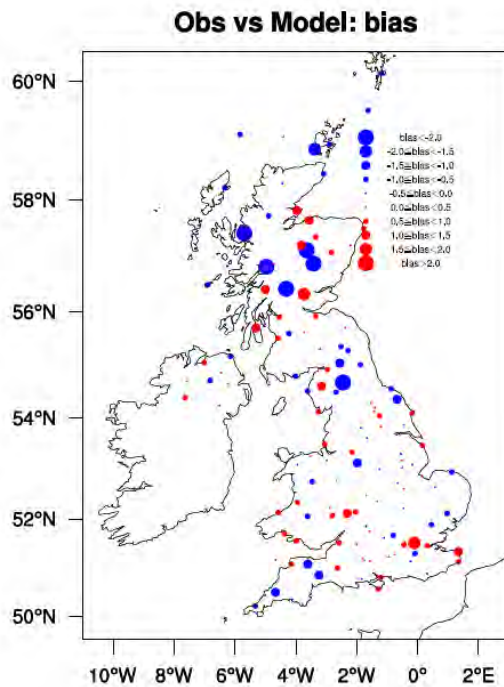 Obs vs Model: bias
60°N
58°N
56°N
54°N
52°N
50°N
bias<-2.0
-2.0≦bias<-1.5
-1.5≦bias<-1.0
-1.0≦bias<-0.5
-0.5≦bias<0.0
0.0≦bias<0.5
0.5≦bias<1.0
1.0≦bias<1.5
1.5≦bias<2.0
bias>2.0
10°W 8°W 6°W 4°W 2°W 0° 2°E